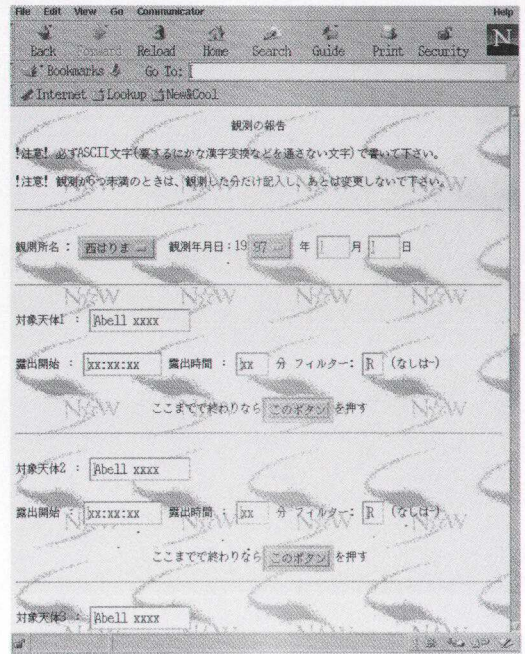 File Edit View Go Communicator Help
Back Forward Reload Home Search Guide Print Security
N
Bookmarks Go To:
Internet Lookup New&Cool
観測の報告
!注意! 必ずASCII文字(要するにかな漢字変換などを通さない文字)で書いて下さい。
!注意! 観測が5つ未満のときは、観測した分だけ記入し、あとは変更しないで下さい。
観測所名 : 西はりま 観測年月日:19 97 年 1 月 1 日
対象天体1 : Abell xxxx
露出開始 : xx:xx:xx 露出時間 : xx 分 フィルター: R (なしは-)
ここまでで終わりなら このボタン を押す
対象天体2 : Abell xxxx
露出開始 : xx:xx:xx 露出時間 : xx 分 フィルター: R (なしは-)
ここまでで終わりなら このボタン を押す
対象天体3 : Abell xxxx